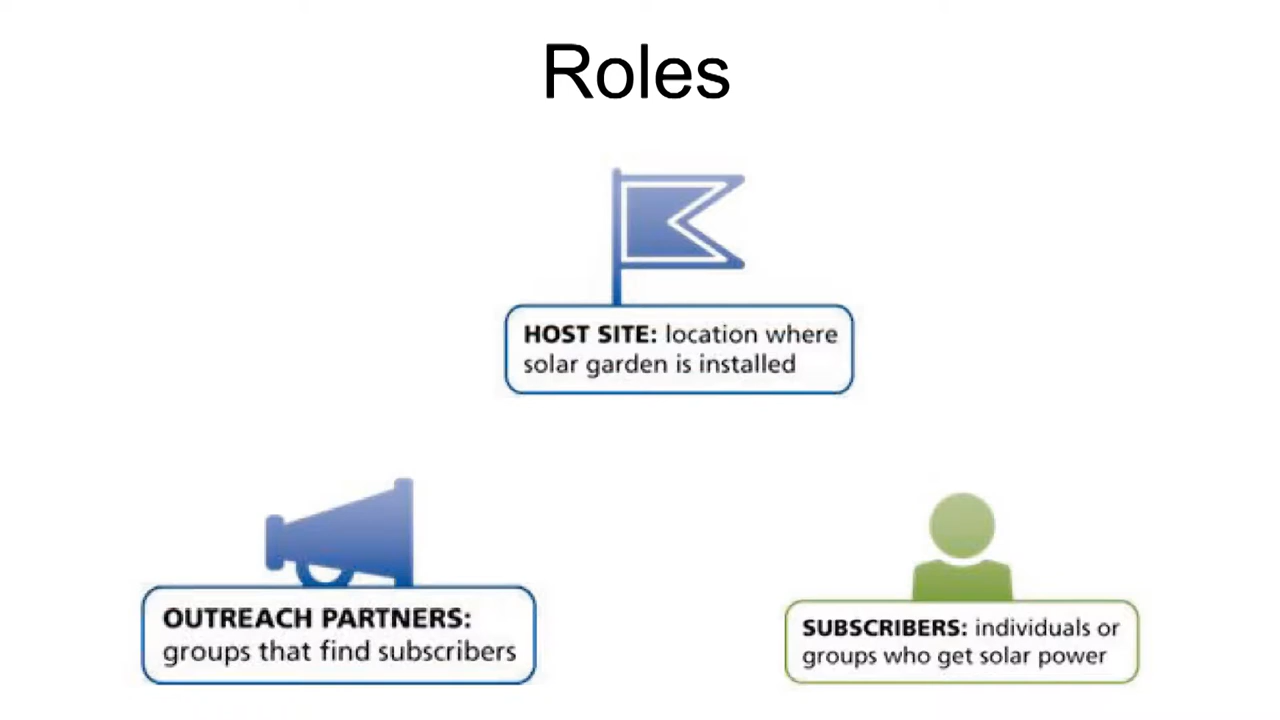 Roles
HOST SITE: location where
solar garden is installed
OUTREACH PARTNERS:
groups that find subscribers
SUBSCRIBERS: individuals or
groups who get solar power